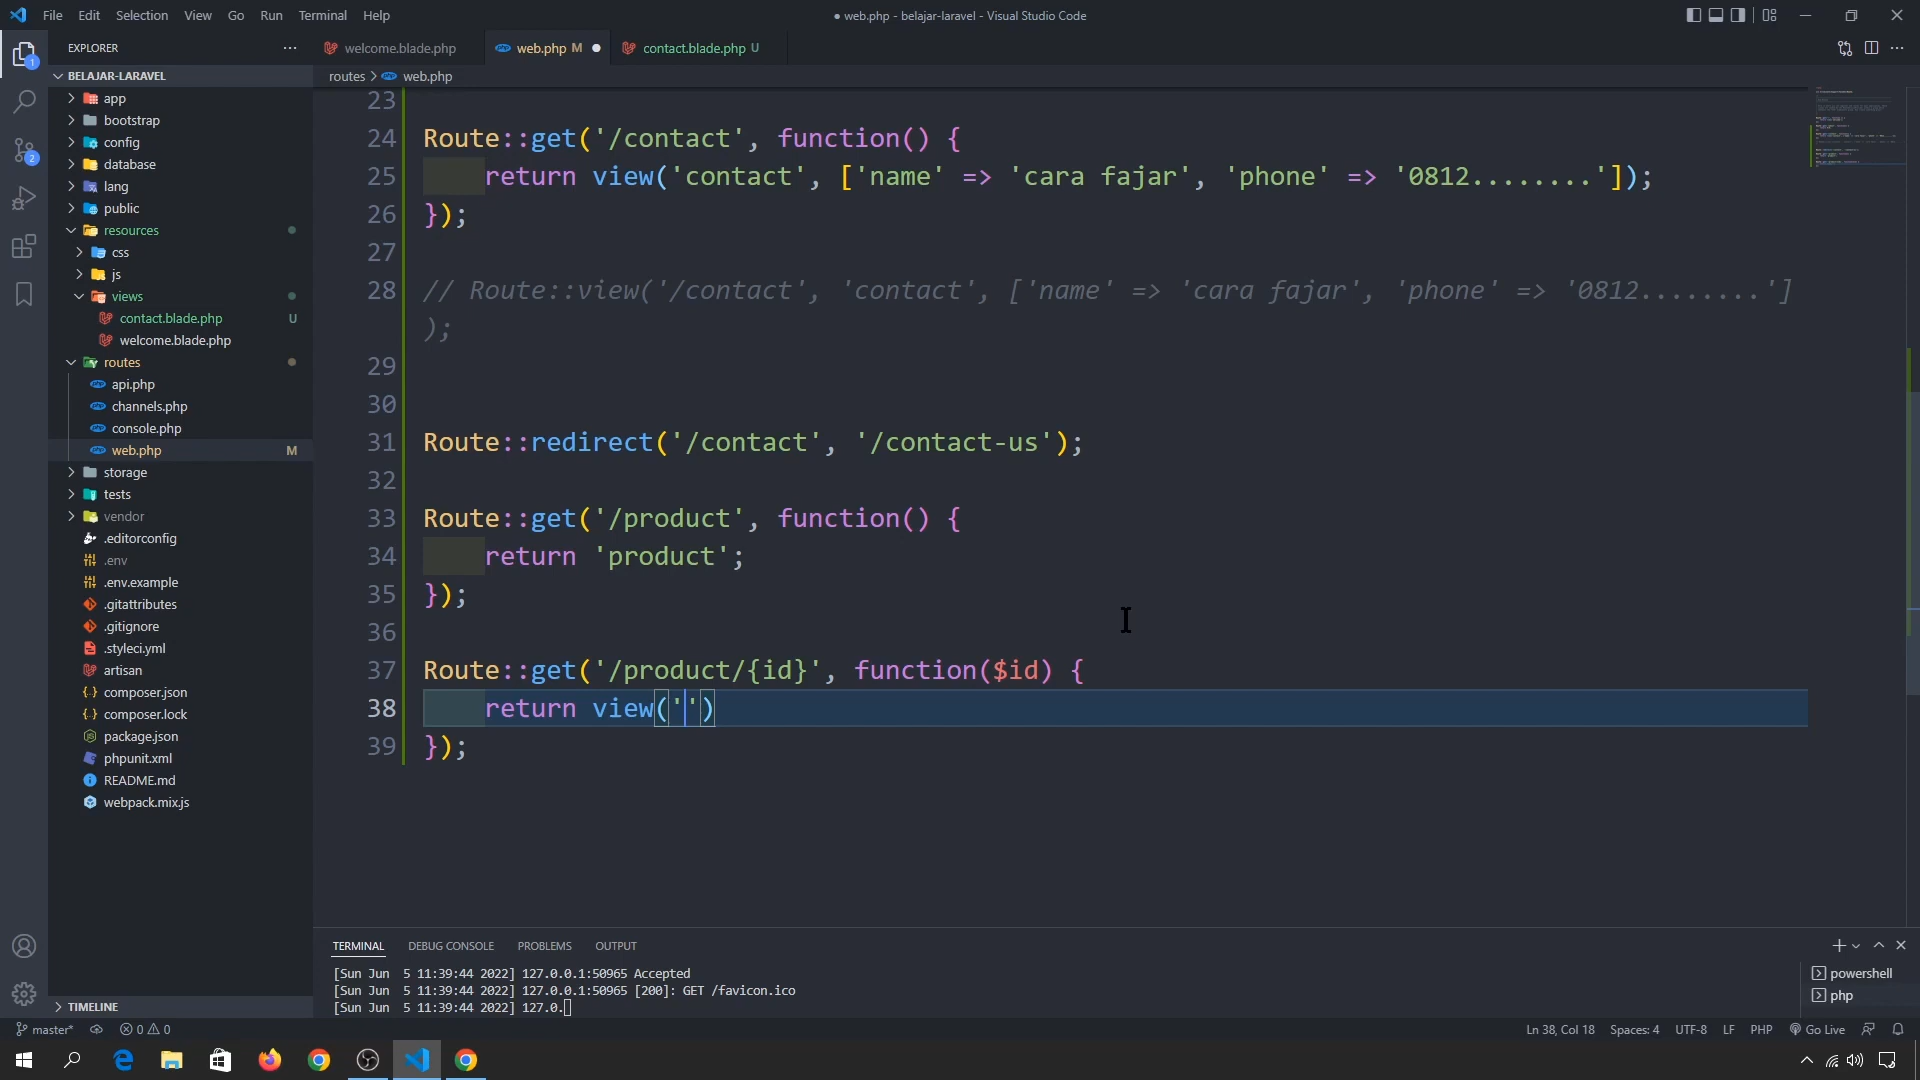 File Edit Selection View Go Run Terminal Help
● web.php - belajar-laravel - Visual Studio Code
EXPLORER
BELAJAR-LARAVEL
app
bootstrap
config
database
lang
public
resources
css
js
views
contact.blade.php U
welcome.blade.php
routes
api.php
channels.php
console.php
web.php M
storage
tests
vendor
.editorconfig
.env
.env.example
.gitattributes
.gitignore
.styleci.yml
artisan
composer.json
composer.lock
package.json
phpunit.xml
README.md
webpack.mix.js
TIMELINE
welcome.blade.php
web.php M
contact.blade.php U
routes > web.php
23
24 Route::get('/contact', function() {
25 return view('contact', ['name' => 'cara fajar', 'phone' => '0812........']);
26 });
27
28 // Route::view('/contact', 'contact', ['name' => 'cara fajar', 'phone' => '0812........']
);
29
30
31 Route::redirect('/contact', '/contact-us');
32
33 Route::get('/product', function() {
34 return 'product';
35 });
36
37 Route::get('/product/{id}', function($id) {
38 return view('')
39 });
TERMINAL DEBUG CONSOLE PROBLEMS OUTPUT
[Sun Jun  5 11:39:44 2022] 127.0.0.1:50965 Accepted
[Sun Jun  5 11:39:44 2022] 127.0.0.1:50965 [200]: GET /favicon.ico
[Sun Jun  5 11:39:44 2022] 127.0.
powershell
php
master* 0 0 Ln 38, Col 18 Spaces: 4 UTF-8 LF PHP Go Live